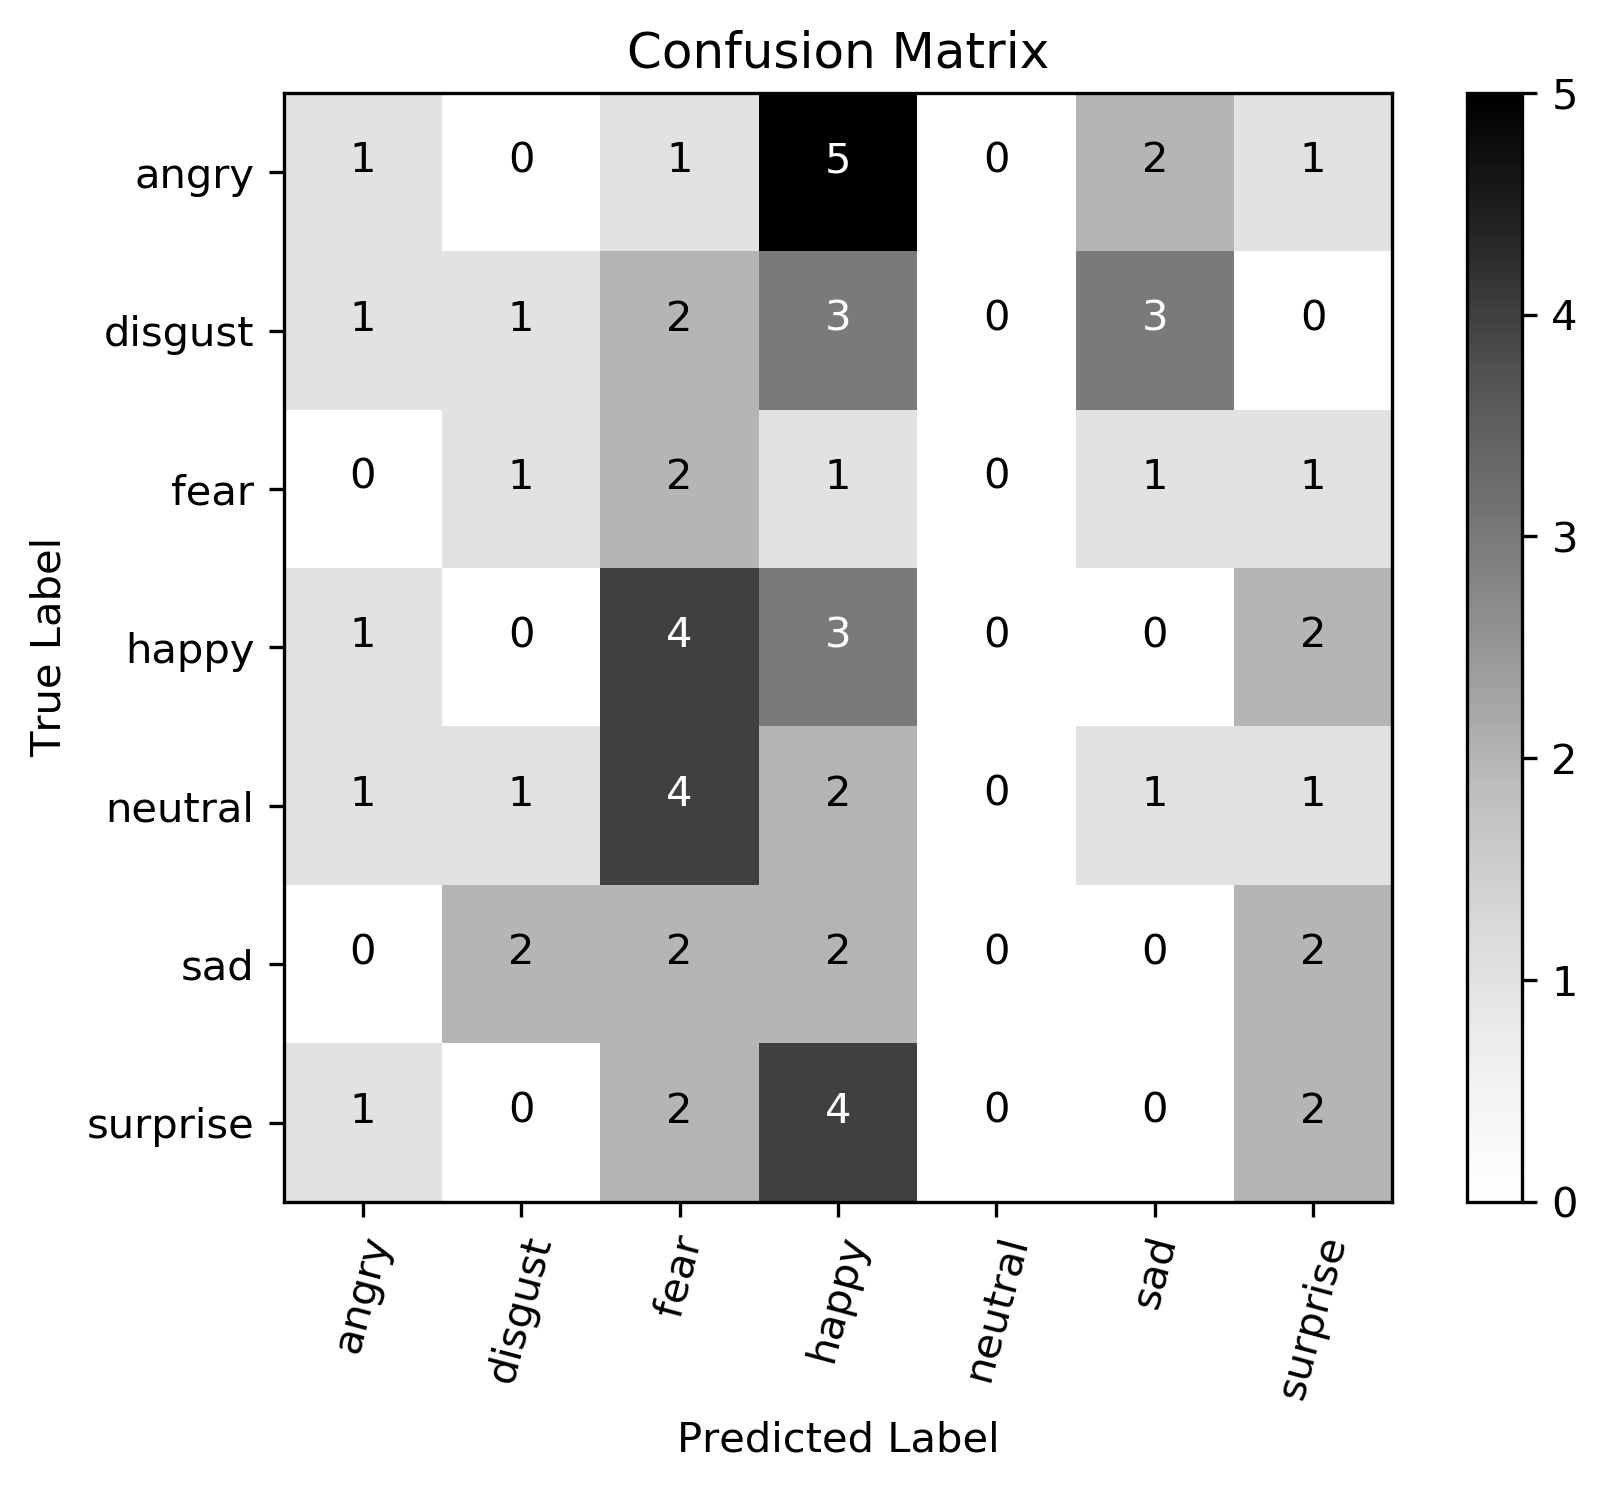 Confusion Matrix
True Label
angry 1 0 1 5 0 2 1
disgust 1 1 2 3 0 3 0
fear 0 1 2 1 0 1 1
happy 1 0 4 3 0 0 2
neutral 1 1 4 2 0 1 1
sad 0 2 2 2 0 0 2
surprise 1 0 2 4 0 0 2
angry disgust fear happy neutral sad surprise
Predicted Label
5
4
3
2
1
0